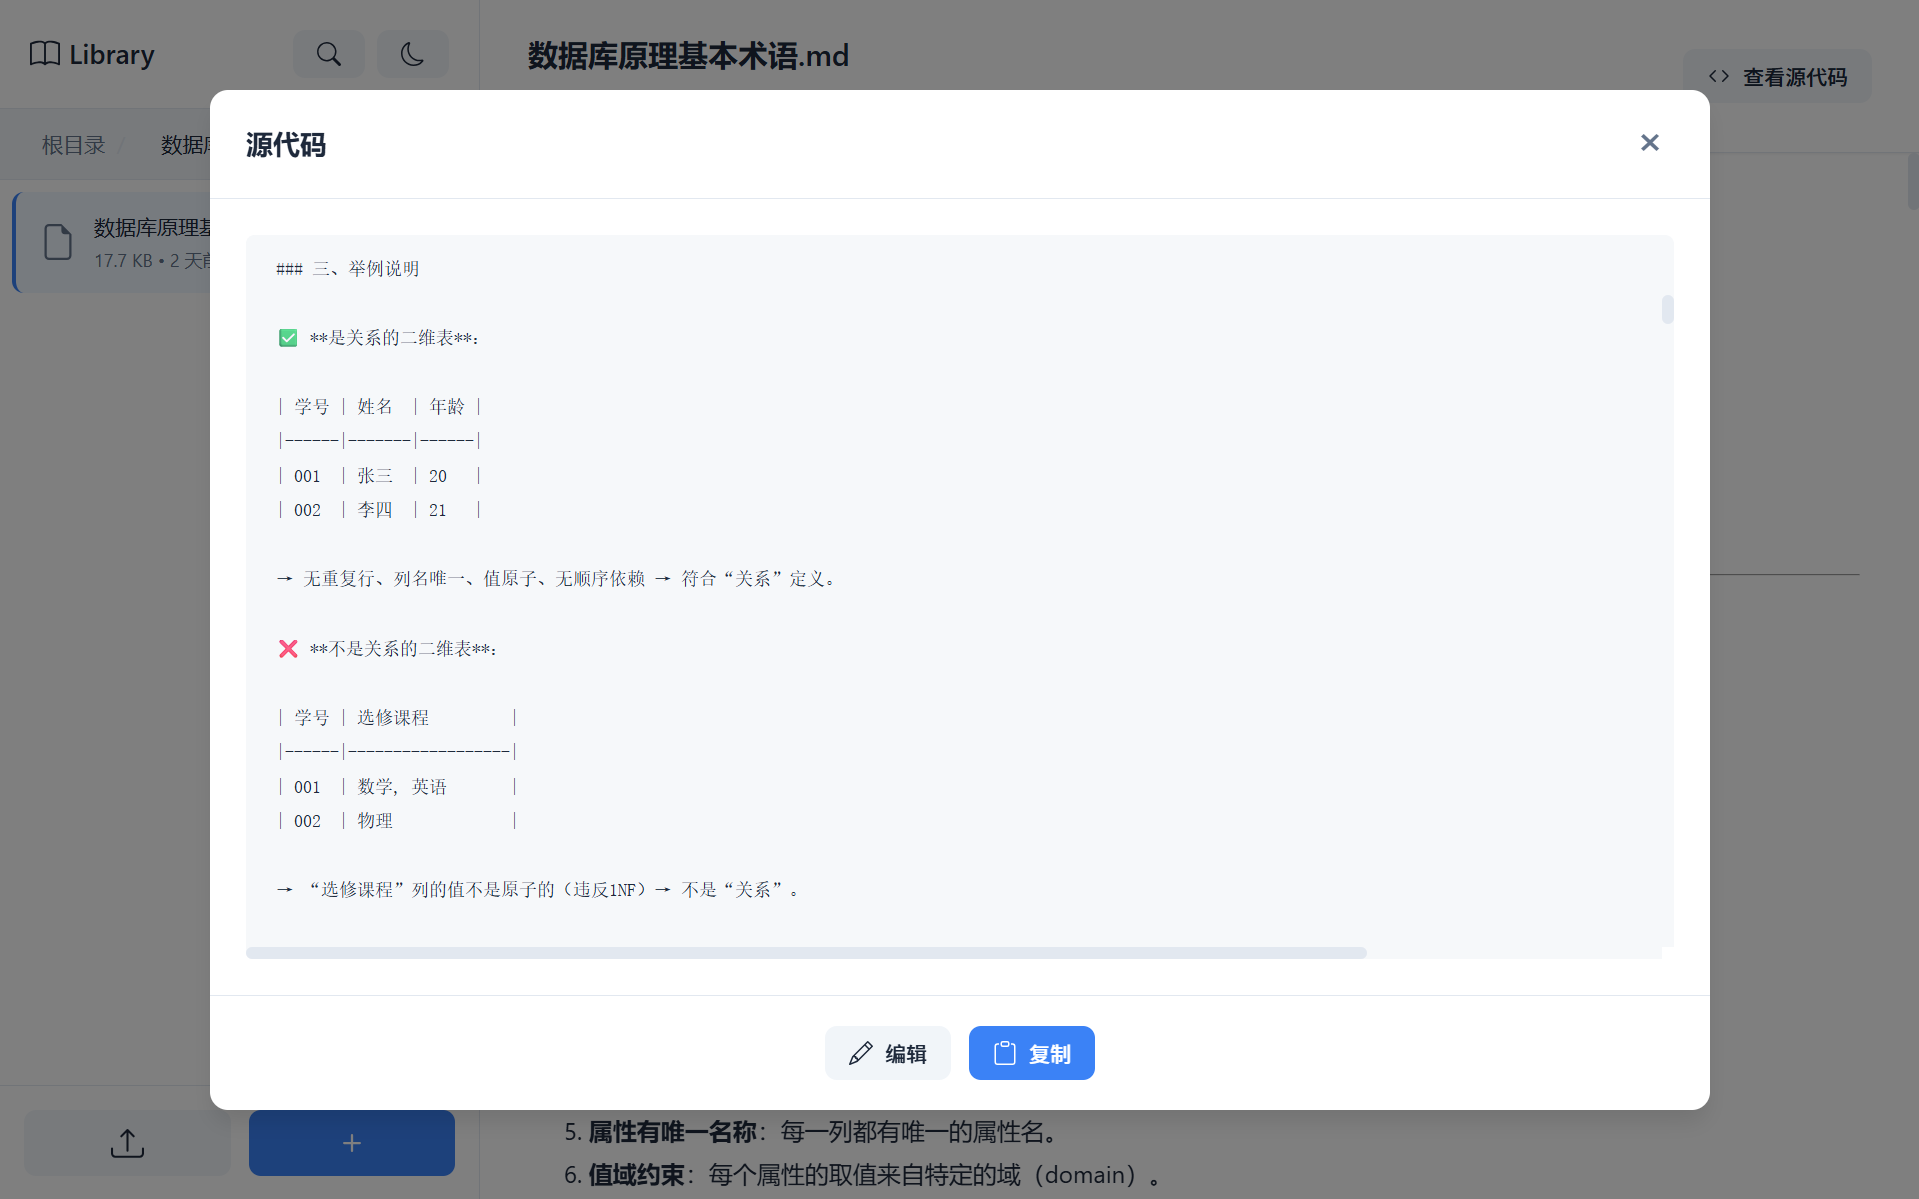 Library
数据库原理基本术语.md
查看源代码
根目录 /
数据
数据库原理
17.7 KB • 2 天
源代码
### 三、举例说明
✅ **是关系的二维表**：
| 学号 | 姓名  | 年龄 |
|------|-------|------|
| 001  | 张三  | 20   |
| 002  | 李四  | 21   |
→ 无重复行、列名唯一、值原子、无顺序依赖 → 符合“关系”定义。
❌ **不是关系的二维表**：
| 学号 | 选修课程         |
|------|------------------|
| 001  | 数学, 英语       |
| 002  | 物理             |
→ “选修课程”列的值不是原子的（违反1NF）→ 不是“关系”。
编辑
复制
5. 属性有唯一名称：每一列都有唯一的属性名。
6. 值域约束：每个属性的取值来自特定的域（domain）。